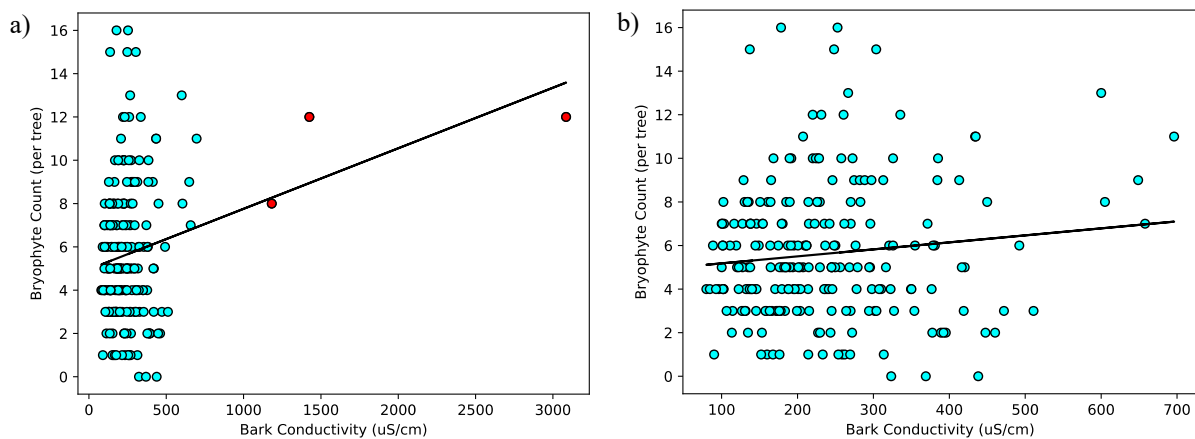 a)
16
14
12
10
8
6
4
2
0
Bryophyte Count (per tree)
0 500 1000 1500 2000 2500 3000
Bark Conductivity (uS/cm)
b)
16
14
12
10
8
6
4
2
0
Bryophyte Count (per tree)
100 200 300 400 500 600 700
Bark Conductivity (uS/cm)